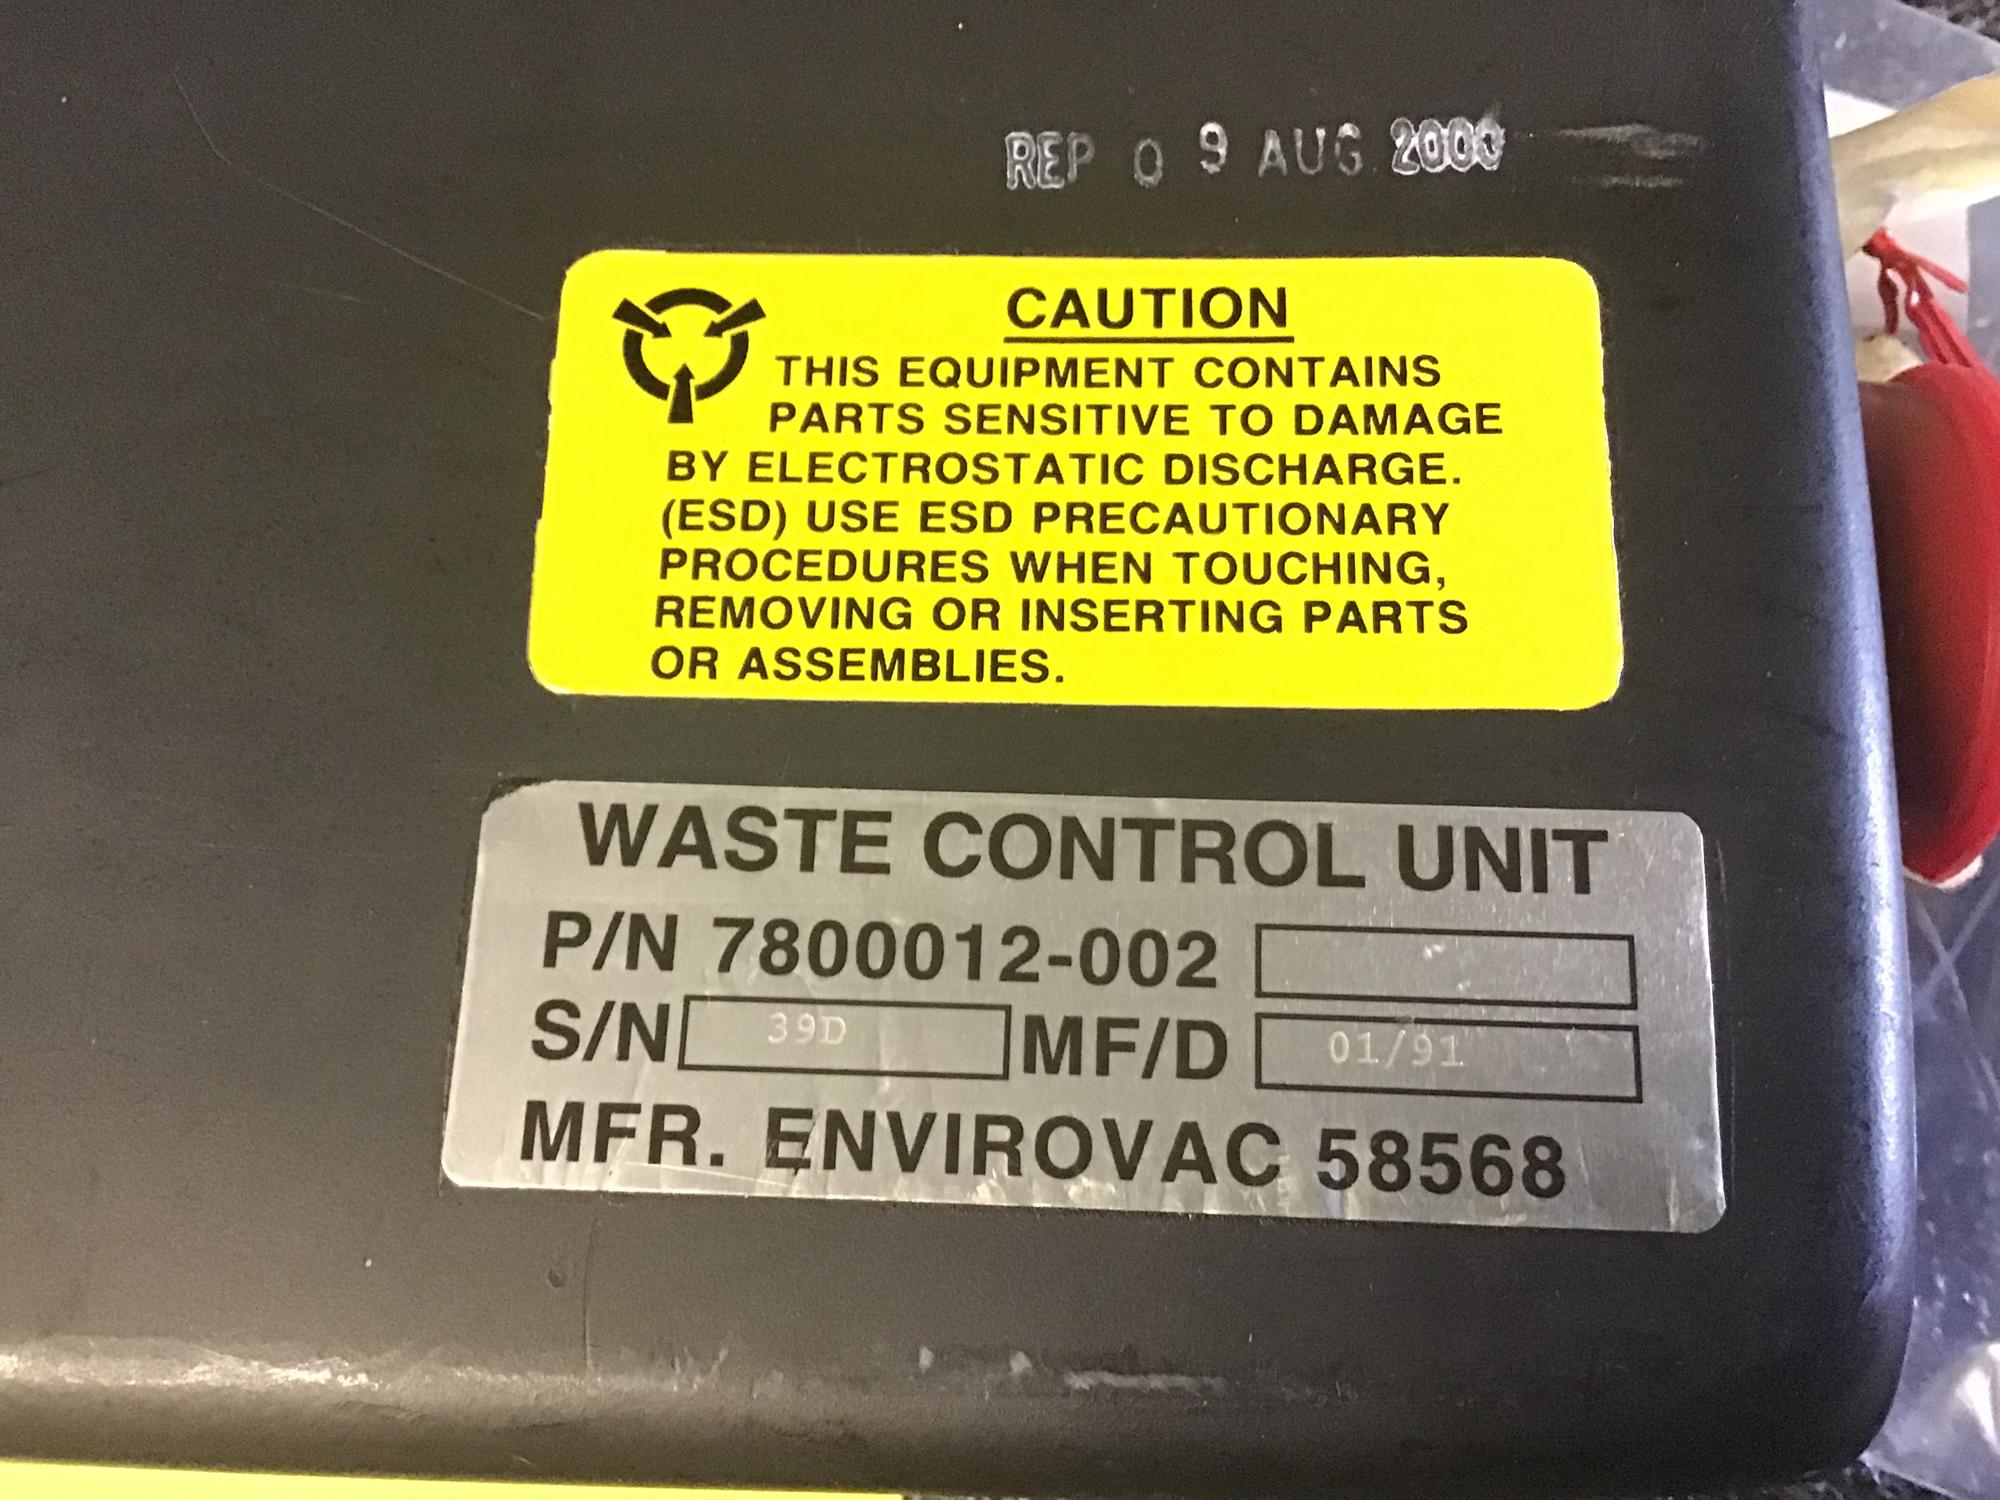 REP 09 AUG 2000
CAUTION
THIS EQUIPMENT CONTAINS
PARTS SENSITIVE TO DAMAGE
BY ELECTROSTATIC DISCHARGE.
(ESD) USE ESD PRECAUTIONARY
PROCEDURES WHEN TOUCHING,
REMOVING OR INSERTING PARTS
OR ASSEMBLIES.
WASTE CONTROL UNIT
P/N 7800012-002
S/N 39D MF/D 01/91
MFR. ENVIROVAC 58568